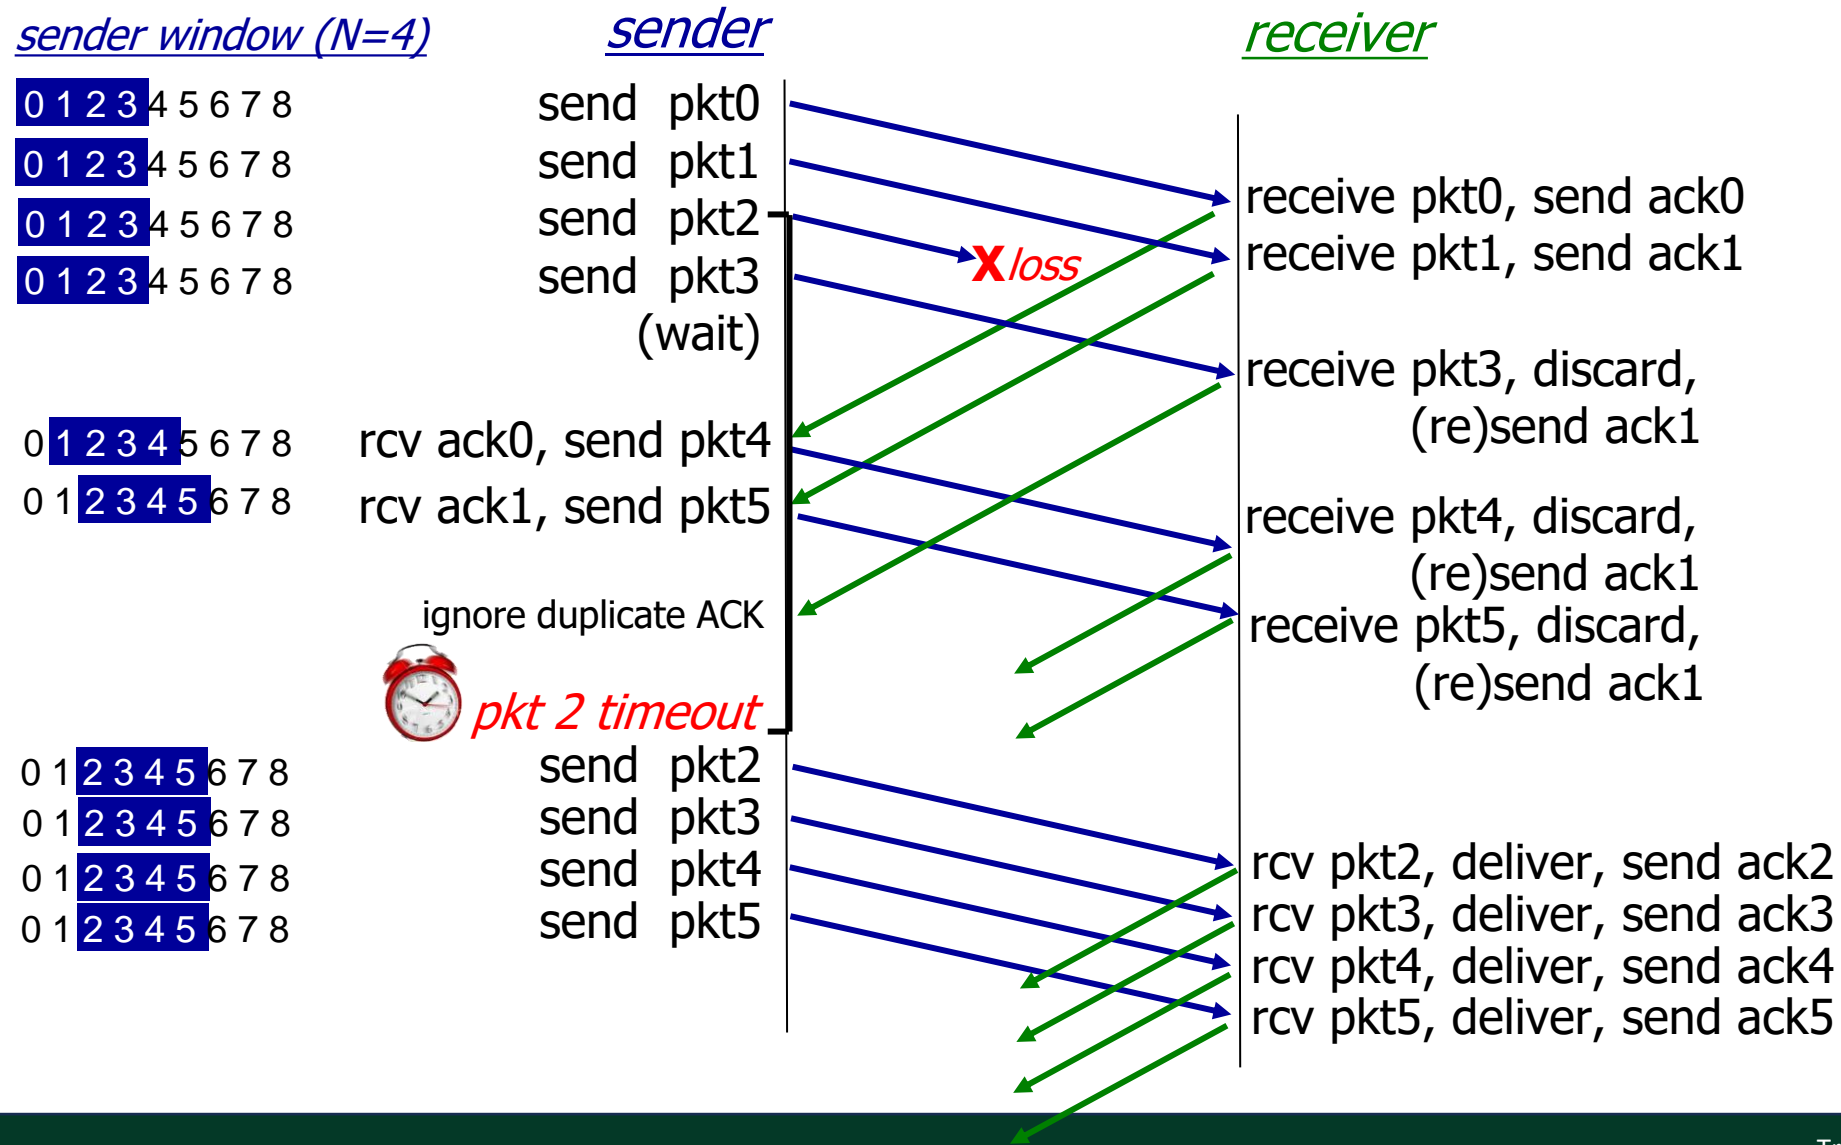 sender window (N=4)
sender
receiver
0 1 2 3 4 5 6 7 8
send pkt0
0 1 2 3 4 5 6 7 8
send pkt1
0 1 2 3 4 5 6 7 8
send pkt2
0 1 2 3 4 5 6 7 8
send pkt3
(wait)
X loss
receive pkt0, send ack0
receive pkt1, send ack1
receive pkt3, discard,
(re)send ack1
0 1 2 3 4 5 6 7 8
rcv ack0, send pkt4
0 1 2 3 4 5 6 7 8
rcv ack1, send pkt5
receive pkt4, discard,
(re)send ack1
ignore duplicate ACK
receive pkt5, discard,
(re)send ack1
pkt 2 timeout
0 1 2 3 4 5 6 7 8
send pkt2
0 1 2 3 4 5 6 7 8
send pkt3
0 1 2 3 4 5 6 7 8
send pkt4
0 1 2 3 4 5 6 7 8
send pkt5
rcv pkt2, deliver, send ack2
rcv pkt3, deliver, send ack3
rcv pkt4, deliver, send ack4
rcv pkt5, deliver, send ack5